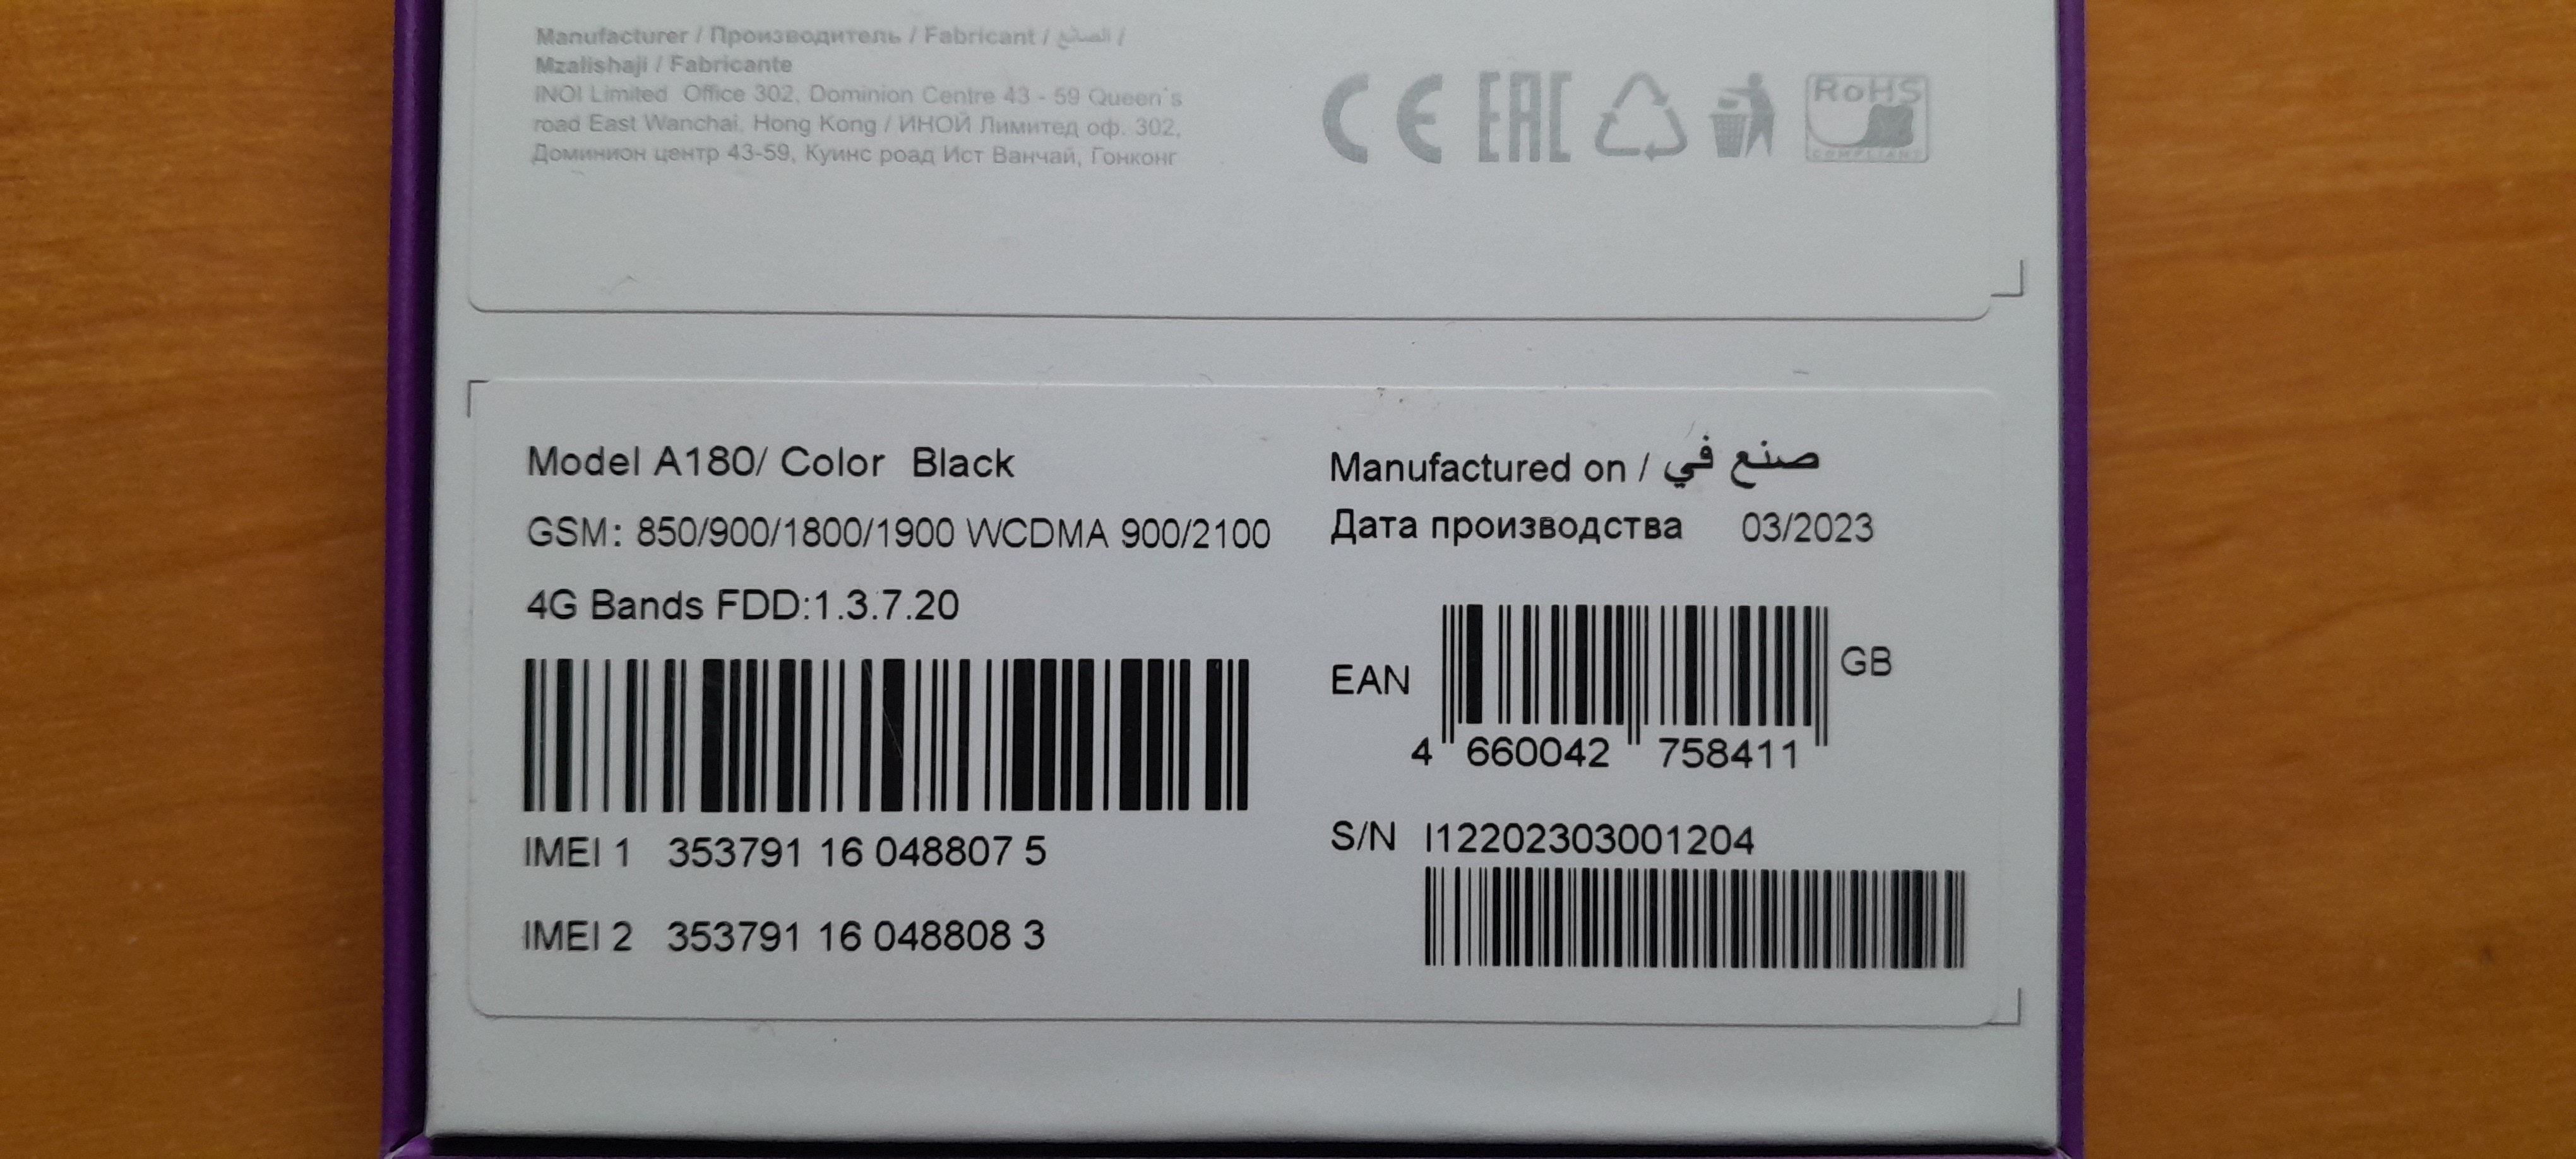 Manufacturer / Производитель / Fabricant / الصانع /
Mzalishaji / Fabricante
INOI Limited Office 302, Dominion Centre 43 - 59 Queen`s
road East Wanchai, Hong Kong / ИНОЙ Лимитед оф. 302,
Доминион центр 43-59, Куинс роад Ист Ванчай, Гонконг
CE EAC RoHS
COMPLIANT
Model A180/ Color Black
GSM: 850/900/1800/1900 WCDMA 900/2100
4G Bands FDD:1.3.7.20
IMEI 1 353791 16 048807 5
IMEI 2 353791 16 048808 3
Manufactured on / صنع في
Дата производства 03/2023
EAN GB
4 660042 758411
S/N I12202303001204